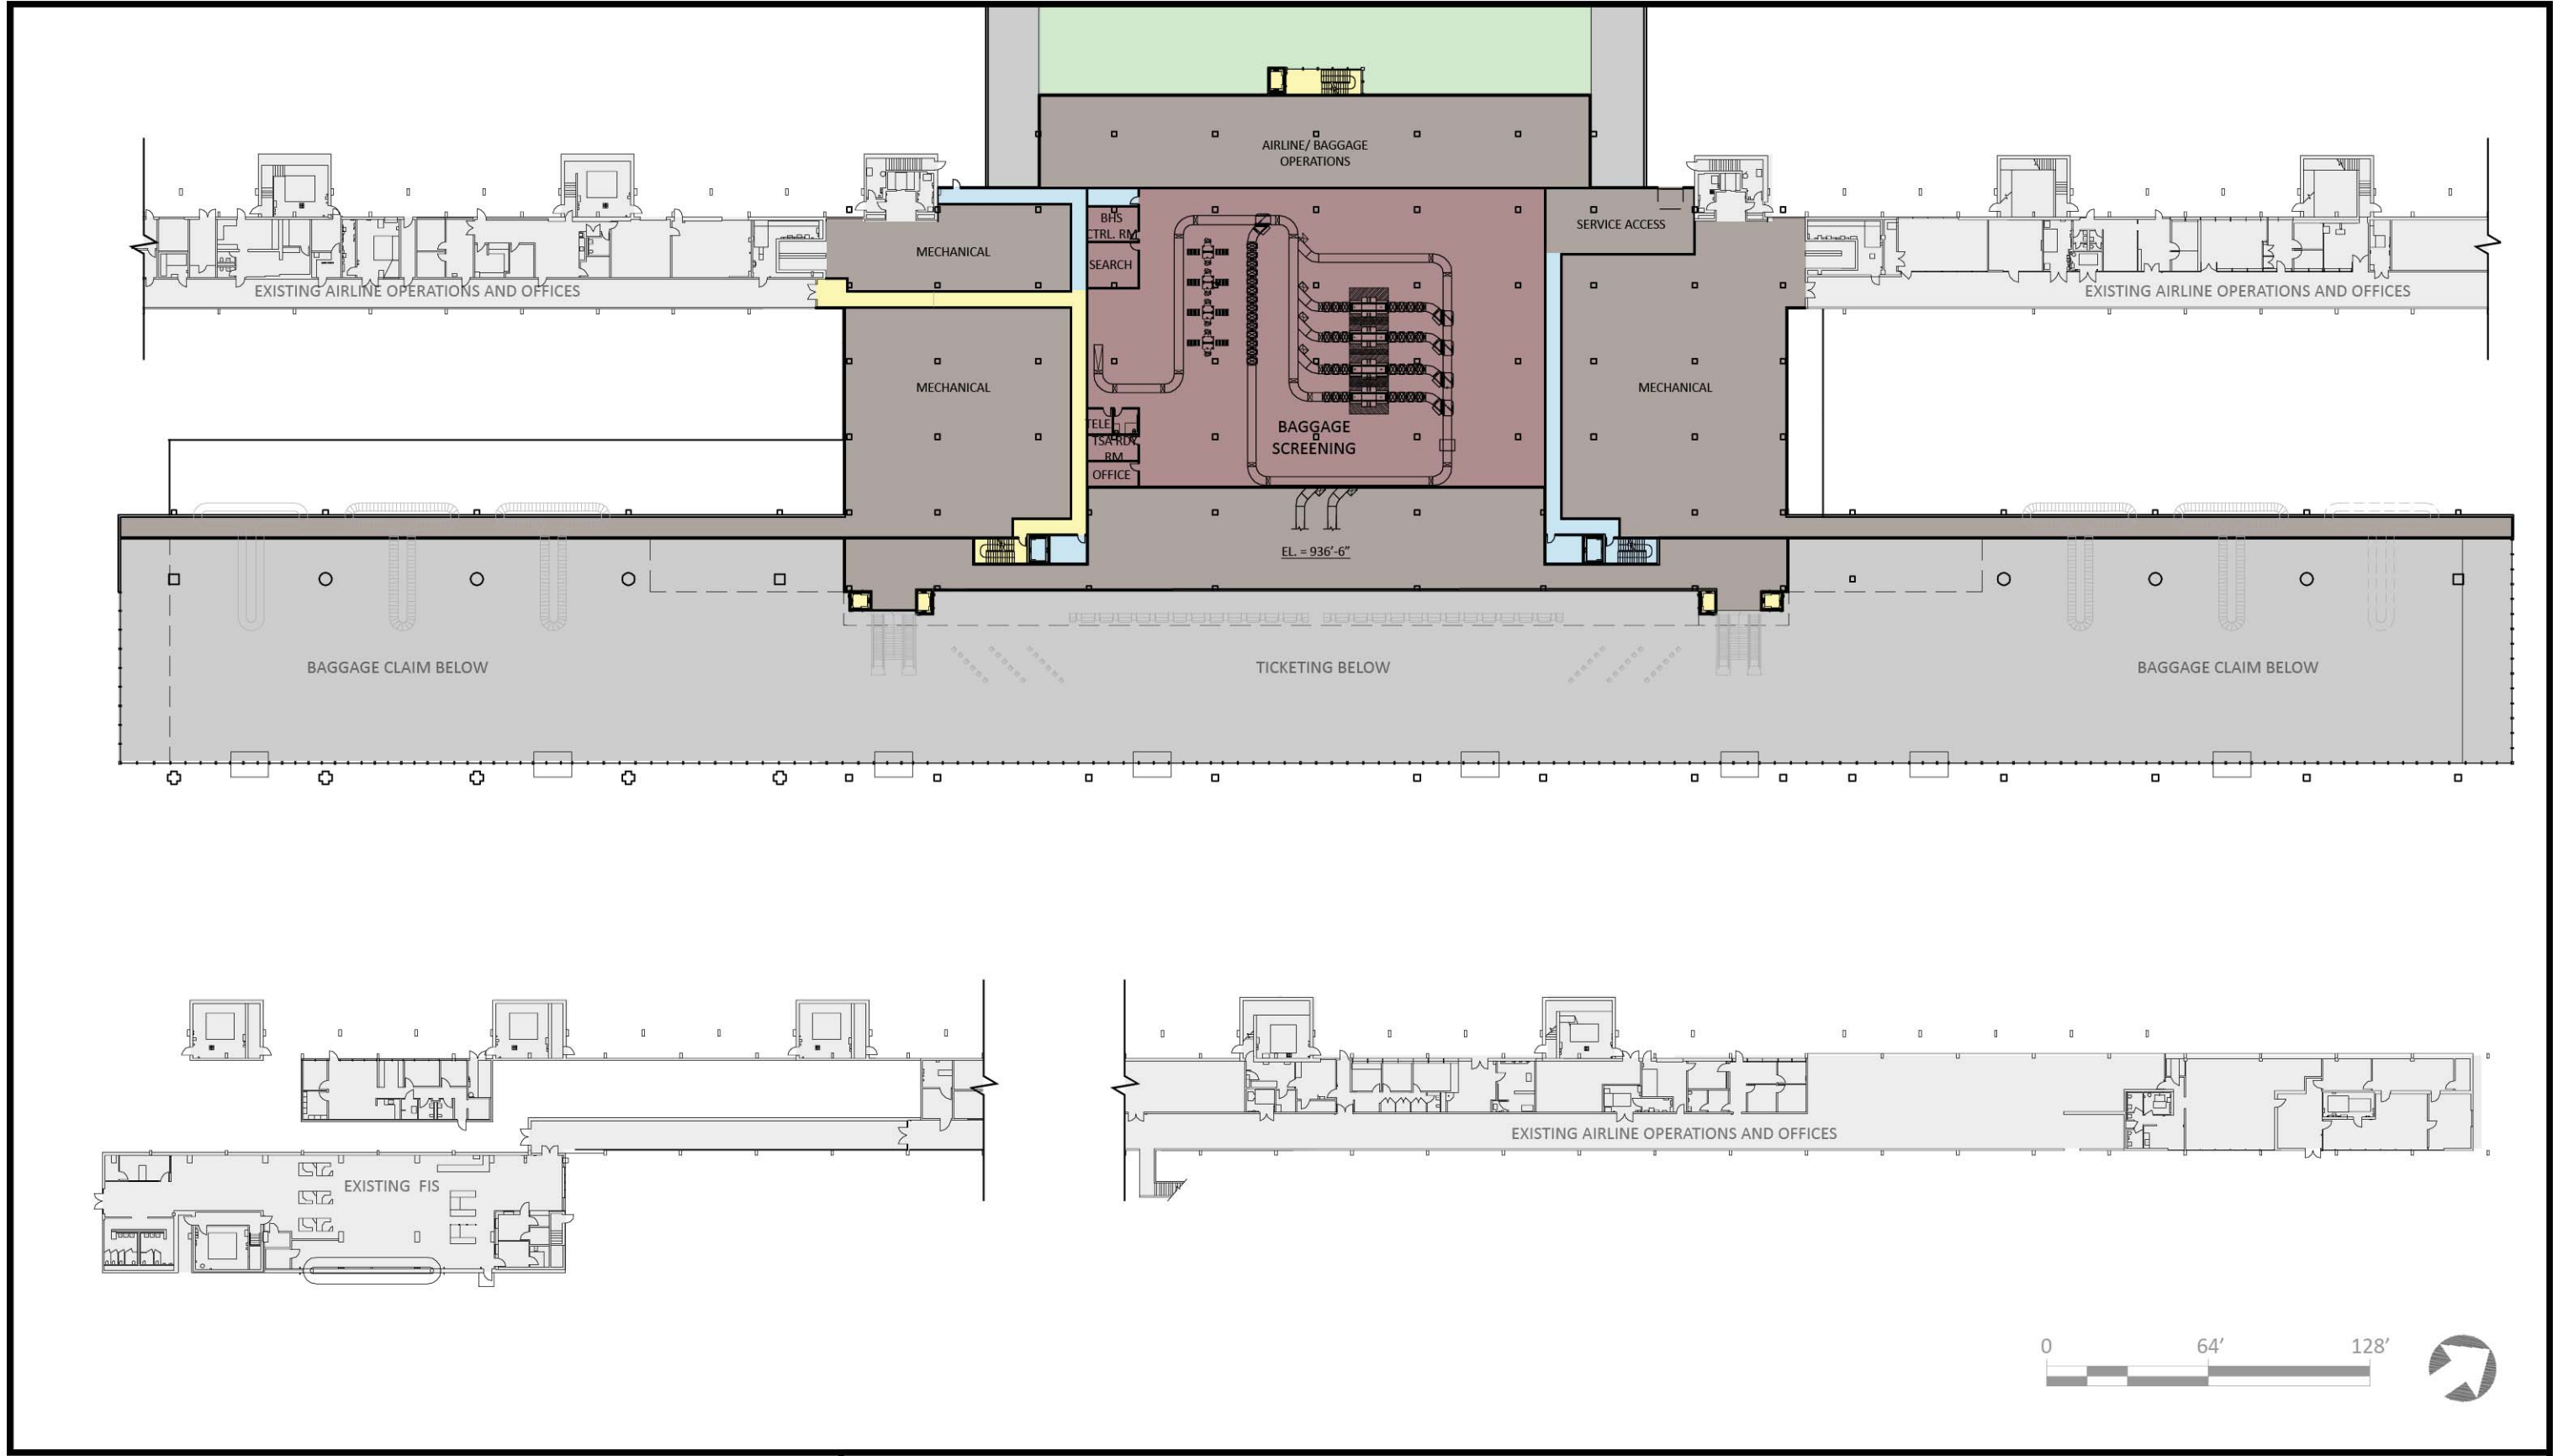 AIRLINE/ BAGGAGE
OPERATIONS
BHS
CTRL. RM
SERVICE ACCESS
MECHANICAL
SEARCH
EXISTING AIRLINE OPERATIONS AND OFFICES
EXISTING AIRLINE OPERATIONS AND OFFICES
MECHANICAL
MECHANICAL
TELE
BAGGAGE
SCREENING
TSA RDY
RM
OFFICE
EL. = 936'-6"
BAGGAGE CLAIM BELOW
TICKETING BELOW
BAGGAGE CLAIM BELOW
EXISTING AIRLINE OPERATIONS AND OFFICES
EXISTING FIS
0 64' 128'